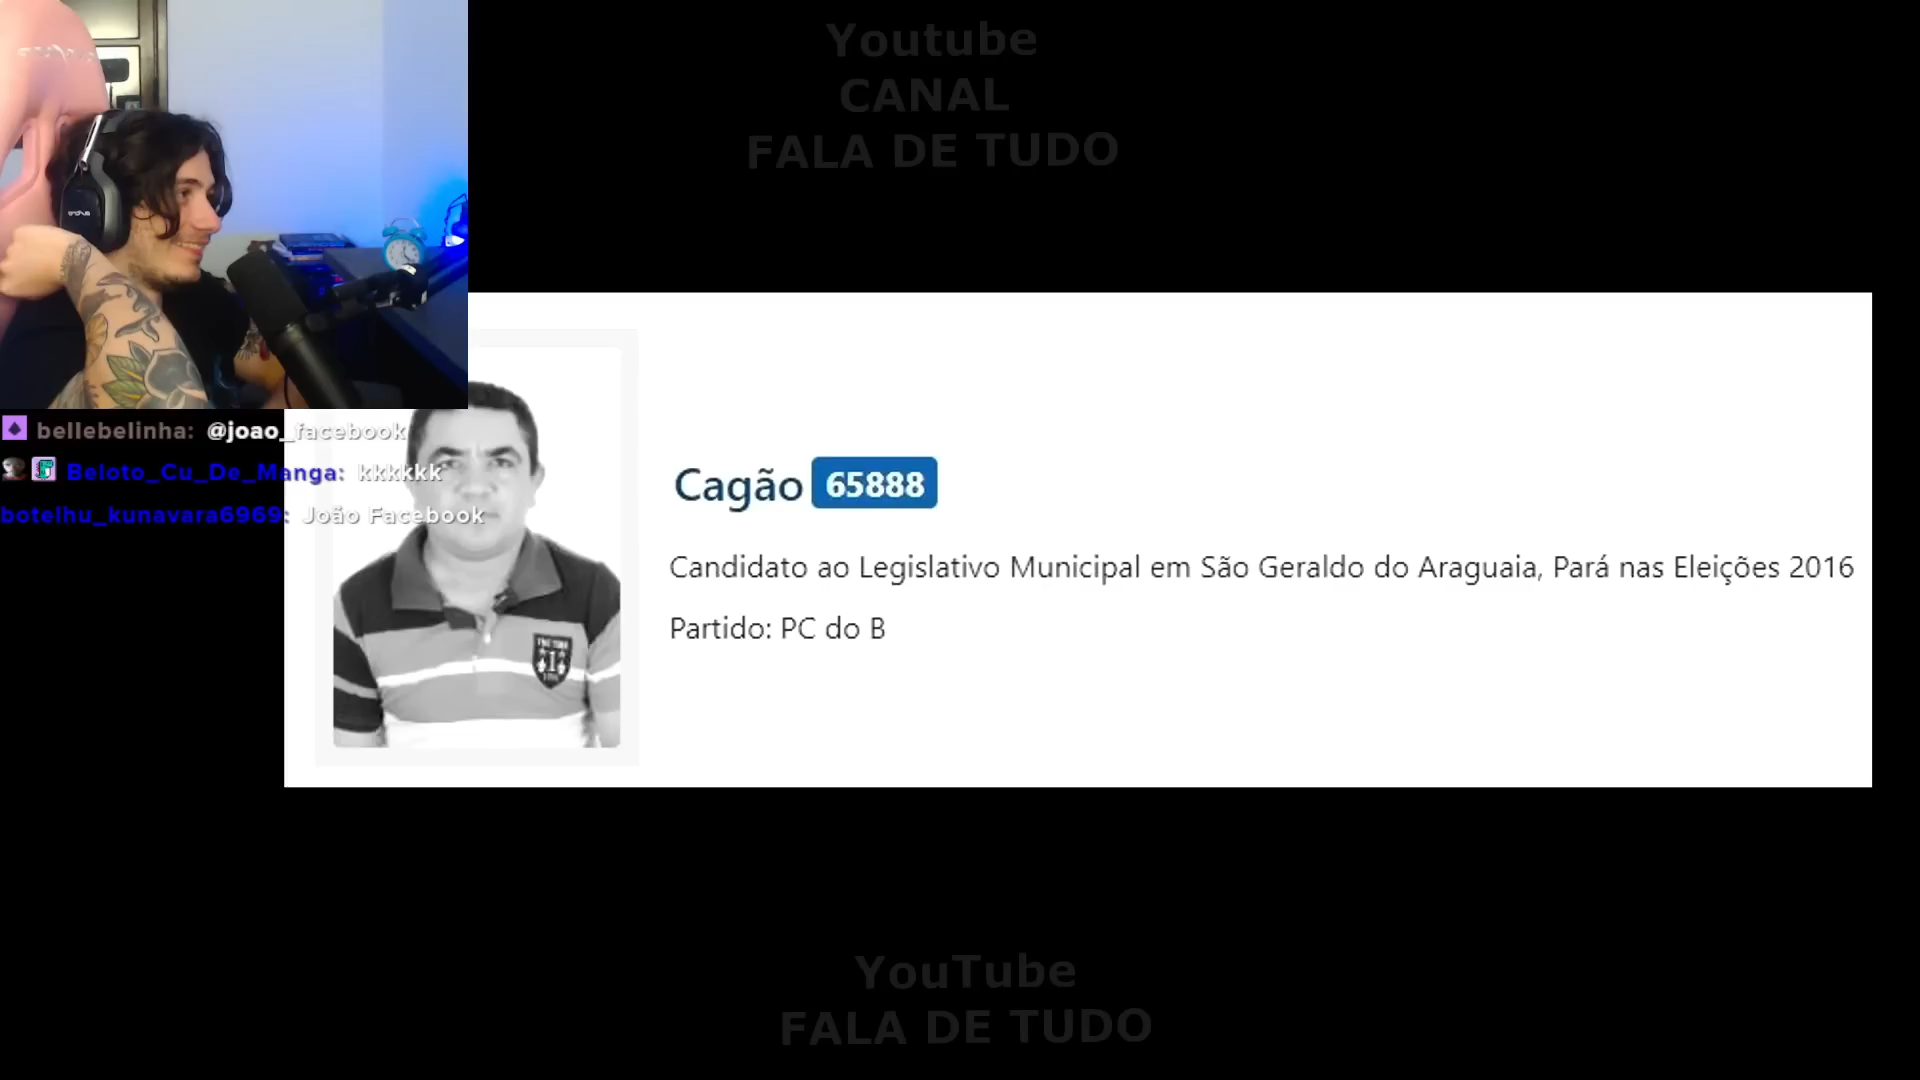 Youtube
CANAL
FALA DE TUDO
bellebelinha: @joao_facebook
Beloto_Cu_De_Manga: kkkkkk
botelhu_kunavara6969: João Facebook
Cagão 65888
Candidato ao Legislativo Municipal em São Geraldo do Araguaia, Pará nas Eleições 2016
Partido: PC do B
YouTube
FALA DE TUDO